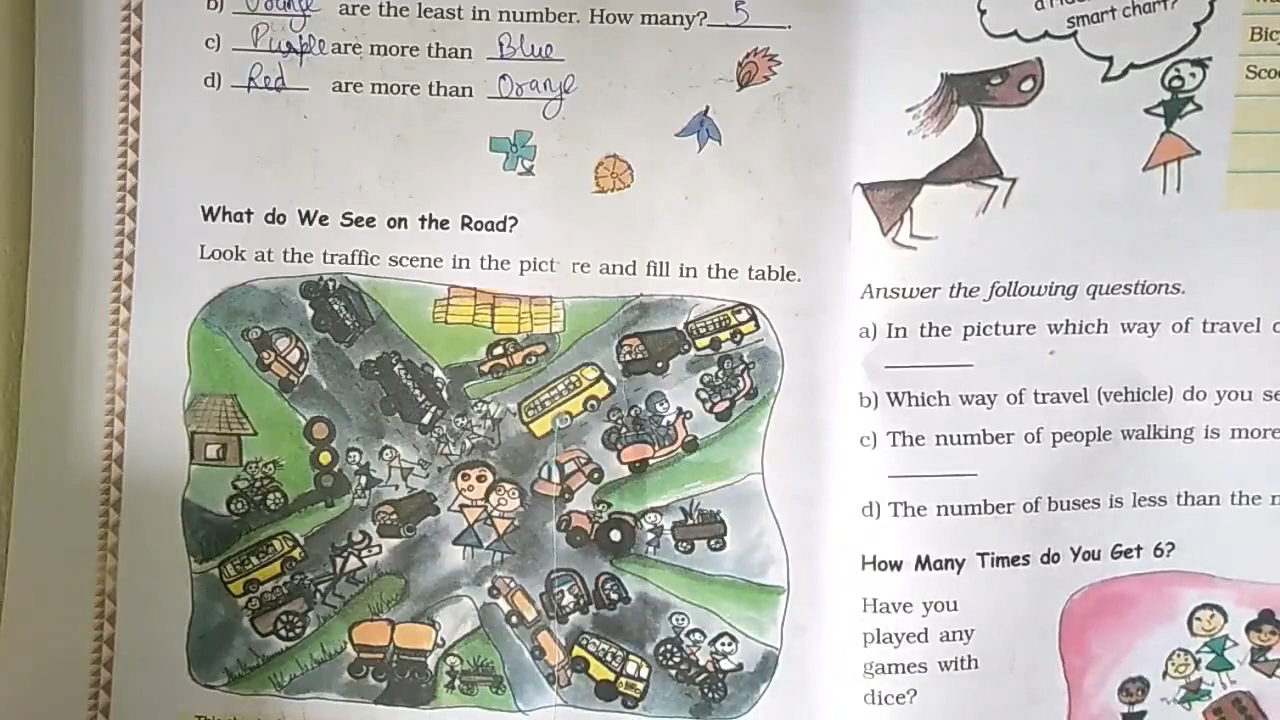 b) Orange are the least in number. How many? 5.
c) Purple are more than Blue
d) Red are more than Orange
What do We See on the Road?
Look at the traffic scene in the pict re and fill in the table.
smart chart?
Bic
Sco
Answer the following questions.
a) In the picture which way of travel
b) Which way of travel (vehicle) do you se
c) The number of people walking is more
d) The number of buses is less than the
How Many Times do You Get 6?
Have you
played any
games with
dice?